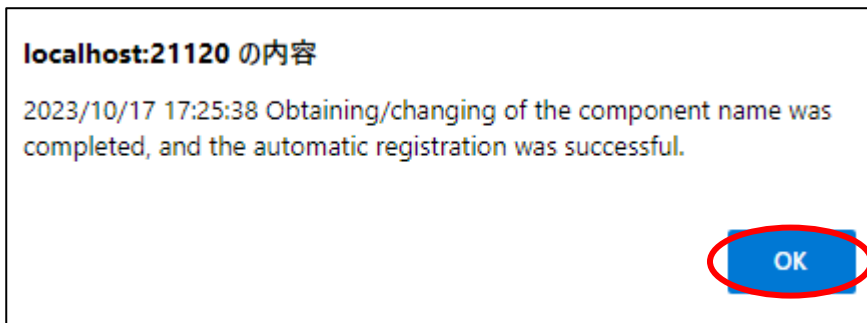 localhost:21120 の内容
2023/10/17 17:25:38 Obtaining/changing of the component name was
completed, and the automatic registration was successful.
OK